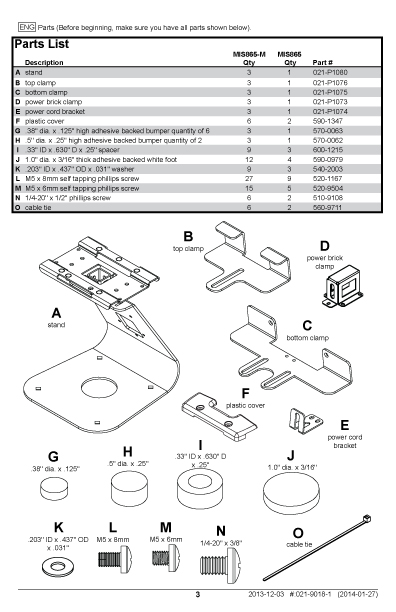 ENG Parts (Before beginning, make sure you have all parts shown below).
Parts List
MIS865-M MIS865
Description Qty Qty Part #
A stand 3 1 021-P1080
B top clamp 3 1 021-P1076
C bottom clamp 3 1 021-P1075
D power brick clamp 3 1 021-P1073
E power cord bracket 3 1 021-P1074
F plastic cover 6 2 590-1347
G .38" dia. x .125" high adhesive backed bumper quantity of 6 3 1 570-0063
H .5" dia. x .25" high adhesive backed bumper quantity of 2 3 1 570-0062
I .33" ID x .630" D x .25" spacer 9 3 600-1215
J 1.0" dia. x 3/16" thick adhesive backed white foot 12 4 590-0979
K .203" ID x .437" OD x .031" washer 9 3 540-2003
L M5 x 8mm self tapping phillips screw 27 9 520-1167
M M5 x 6mm self tapping phillips screw 15 5 520-9504
N 1/4-20" x 1/2" phillips screw 6 2 510-9108
O cable tie 6 2 560-9711
A
stand
B
top clamp
D
power brick
clamp
C
bottom clamp
F
plastic cover
E
power cord
bracket
G
.38" dia. x .125"
H
.5" dia. x .25"
I
.33" ID x .630" D
x .25"
J
1.0" dia. x 3/16"
K
.203" ID x .437" OD
x .031"
L
M5 x 8mm
M
M5 x 6mm
N
1/4-20" x 3/8"
O
cable tie
3 2013-12-03 #:021-9018-1 (2014-01-27)